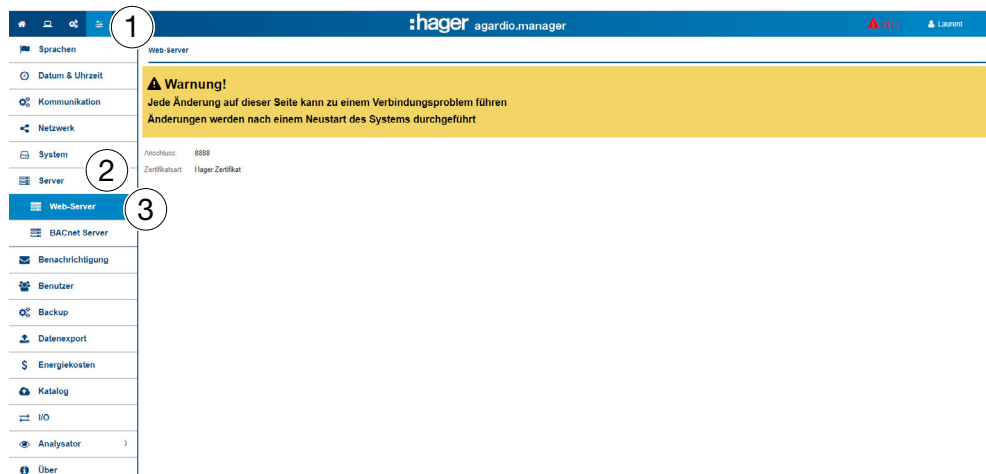 1
:hager agardio.manager
2(1)
Laurent
Sprachen
Datum & Uhrzeit
Kommunikation
Netzwerk
System
2
Server
Web-Server
3
BACnet Server
Benachrichtigung
Benutzer
Backup
Datenexport
Energiekosten
Katalog
I/O
Analysator
Über
Web-Server
Warnung!
Jede Änderung auf dieser Seite kann zu einem Verbindungsproblem führen
Änderungen werden nach einem Neustart des Systems durchgeführt
Anschluss: 8888
Zertifikatsart: Hager Zertifikat